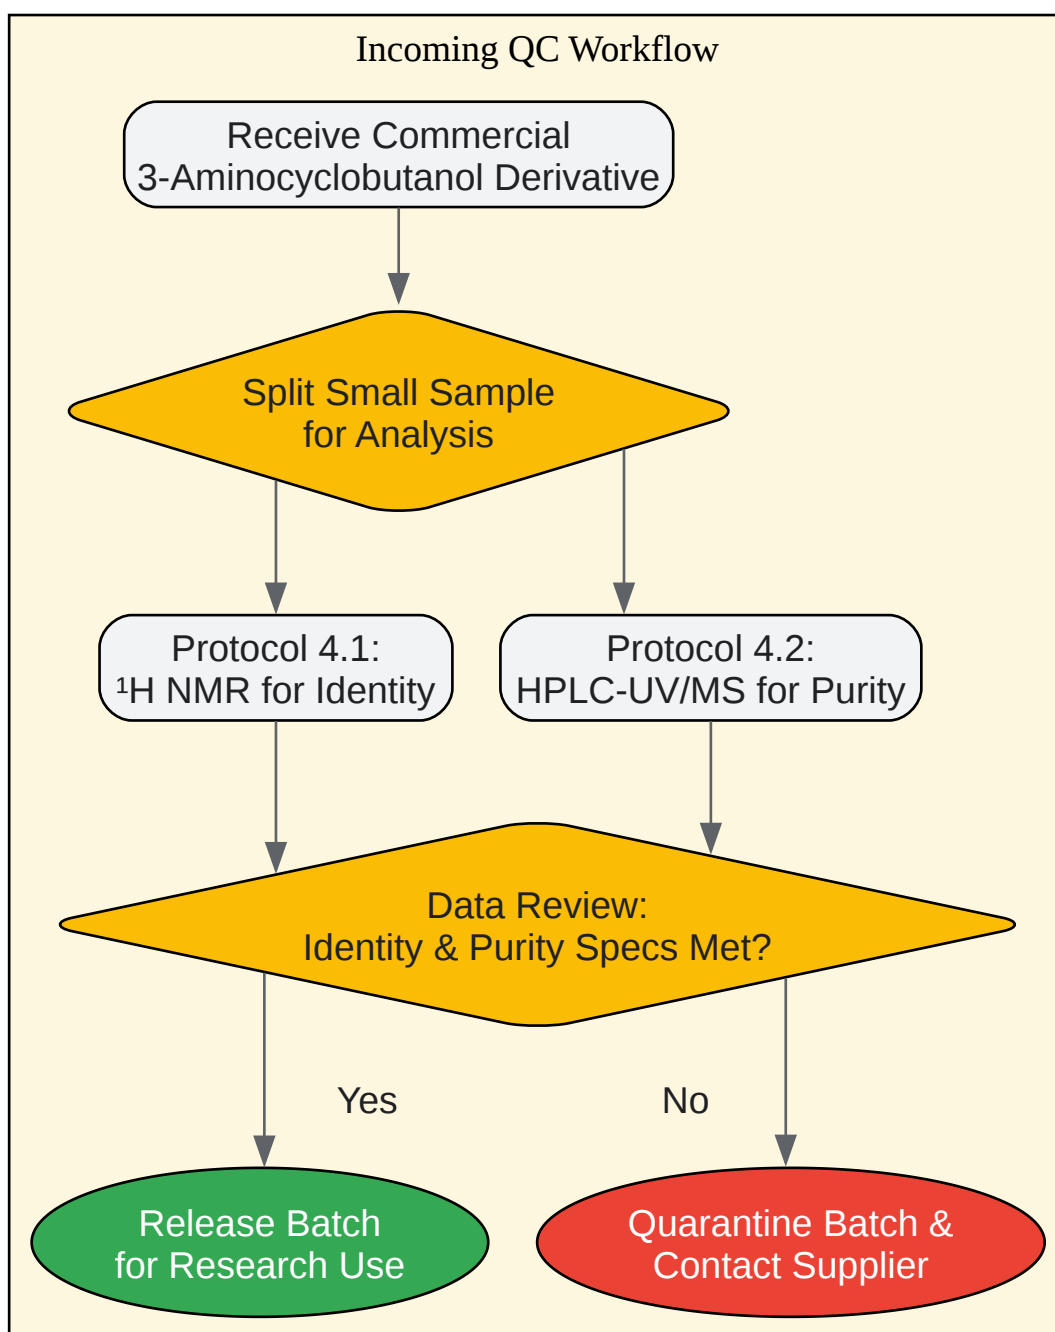 Incoming QC Workflow
Receive Commercial
3-Aminocyclobutanol Derivative
Split Small Sample
for Analysis
Protocol 4.1:
¹H NMR for Identity
Protocol 4.2:
HPLC-UV/MS for Purity
Data Review:
Identity & Purity Specs Met?
Yes
No
Release Batch
for Research Use
Quarantine Batch &
Contact Supplier